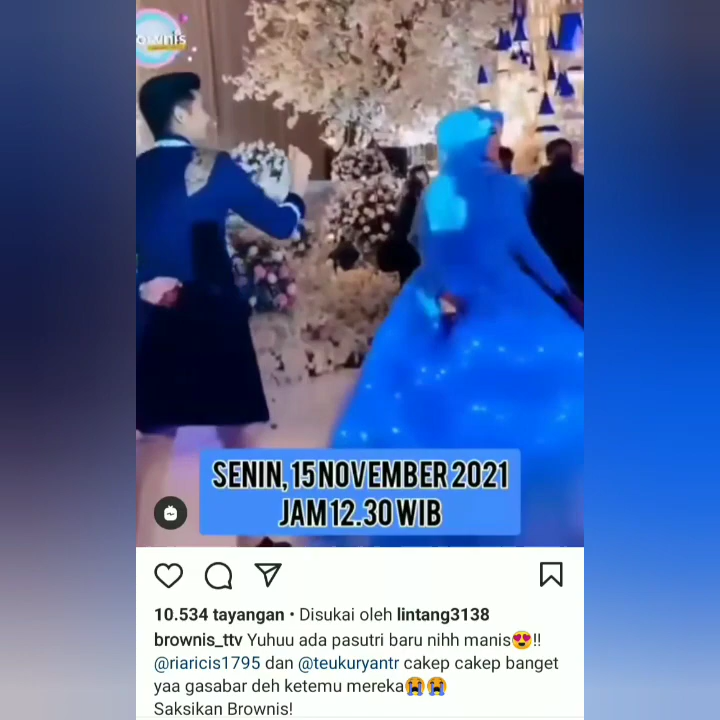 ownis
SENIN, 15 NOVEMBER 2021
JAM 12.30 WIB
10.534 tayangan • Disukai oleh lintang3138
brownis_ttv Yuhuu ada pasutri baru nihh manis😍!!
@riaricis1795 dan @teukuryantr cakep cakep banget
yaa gasabar deh ketemu mereka😭😭
Saksikan Brownis!